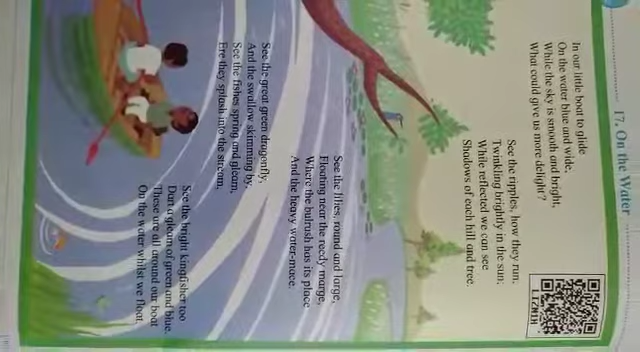 17. On the Water
In our little boat to glide
On the water blue and wide,
While the sky is smooth and bright,
What could give us more delight?
See the ripples, how they run,
Twinkling brightly in the sun;
While reflected we can see
Shadows of each hill and tree.
See the lilies, round and large,
Floating near the reedy marge,
Where the bulrush has its place
And the heavy water-mace.
See the great green dragonfly,
And the swallow skimming by;
See the fishes spring and gleam,
Ere they splash into the stream.
See the bright kingfisher too
Dart a gleam of green and blue.
These are all around our boat
On the water whilst we float.